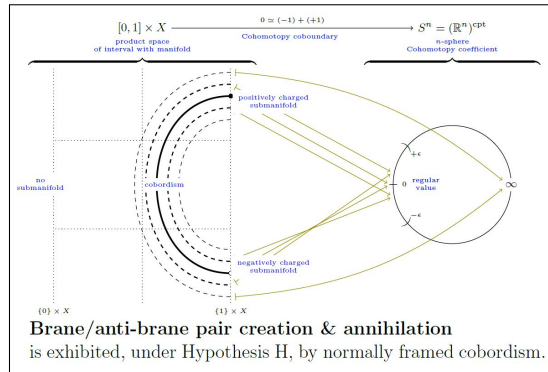 [0, 1] × X
0 ≃ (−1) + (+1)
Cohomotopy coboundary
Sⁿ = (ℝⁿ)^cpt
product space
of interval with manifold
n-sphere
Cohomotopy coefficient
positively charged
submanifold
+ϵ
no
submanifold
cobordism
0
regular
value
∞
−ϵ
negatively charged
submanifold
{0} × X
{1} × X
Brane/anti-brane pair creation & annihilation
is exhibited, under Hypothesis H, by normally framed cobordism.